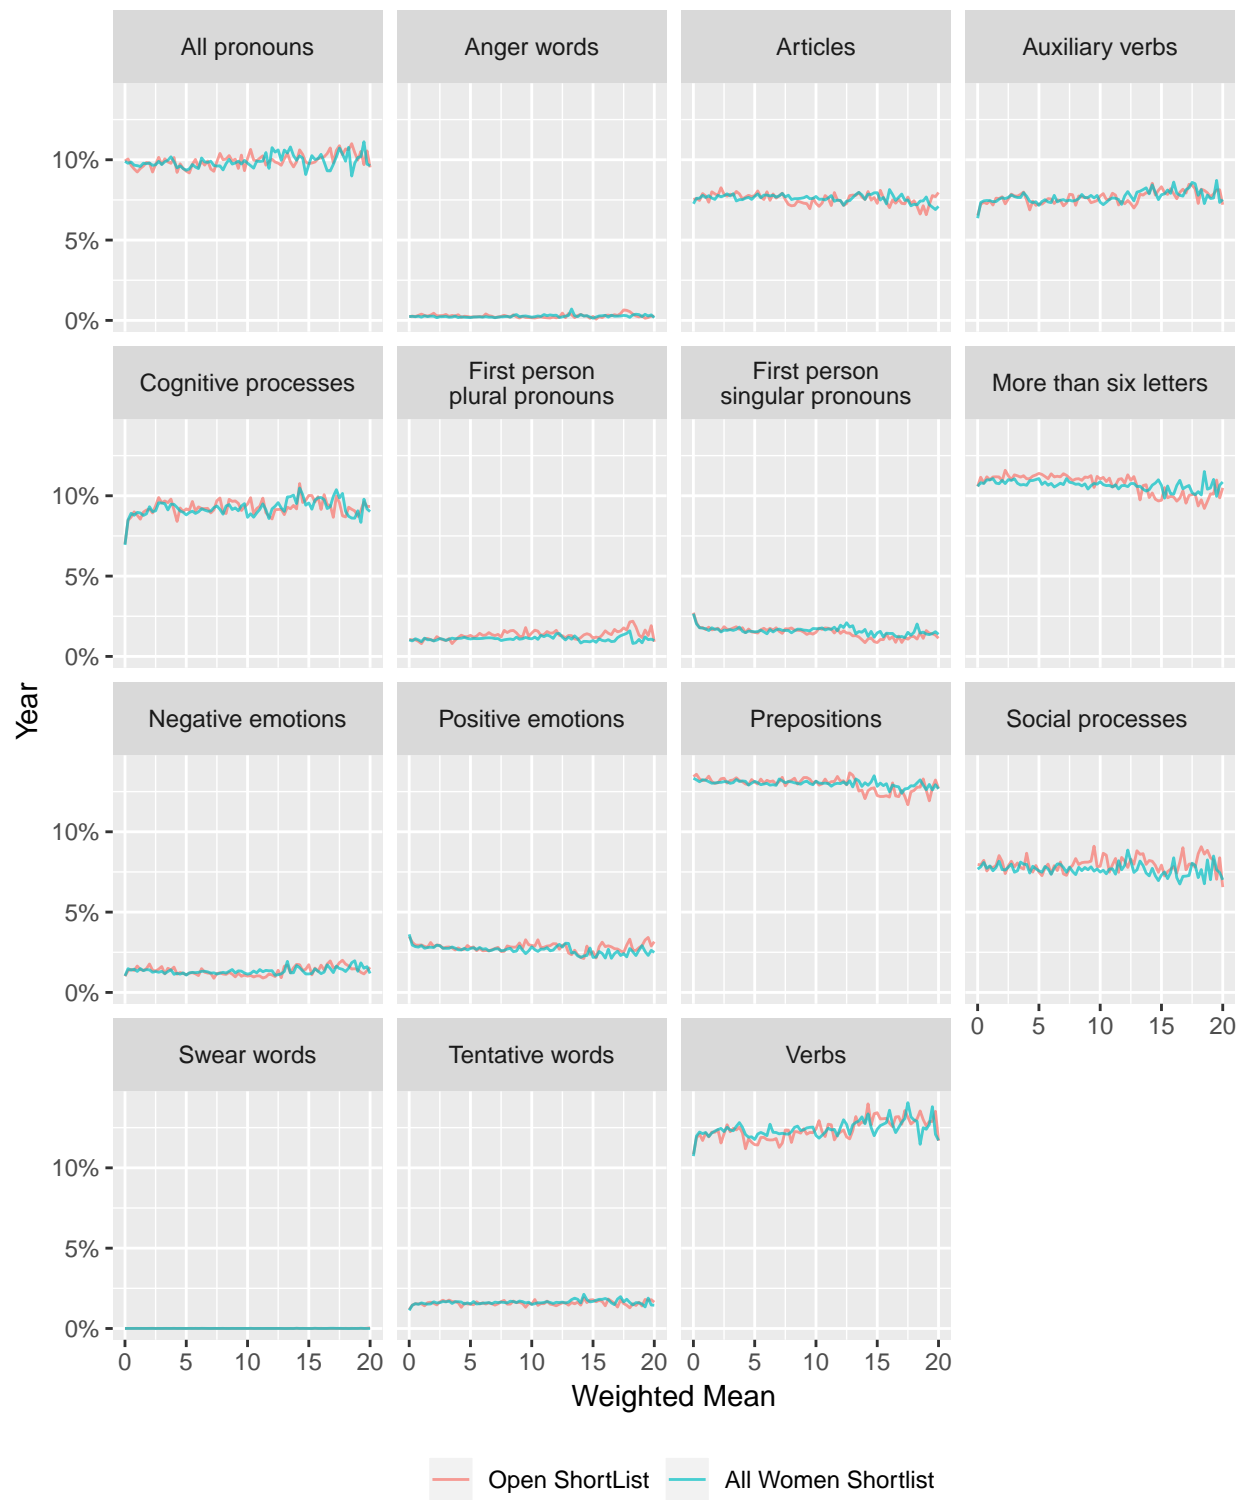 All pronouns
Anger words
Articles
Auxiliary verbs
10%
5%
0%
Cognitive processes
First person
plural pronouns
First person
singular pronouns
More than six letters
10%
5%
0%
Year
Negative emotions
Positive emotions
Prepositions
Social processes
10%
5%
0%
0 5 10 15 20
Swear words
Tentative words
Verbs
10%
5%
0%
0 5 10 15 20
0 5 10 15 20
0 5 10 15 20
Weighted Mean
Open ShortList
All Women Shortlist